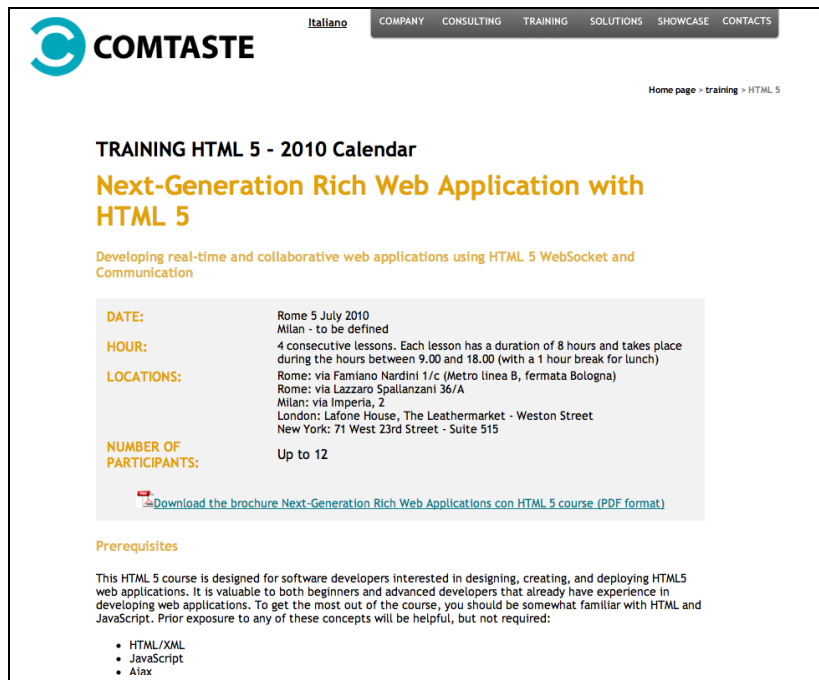 Italiano
COMPANY CONSULTING TRAINING SOLUTIONS SHOWCASE CONTACTS
COMTASTE
Home page > training > HTML 5
TRAINING HTML 5 - 2010 Calendar
Next-Generation Rich Web Application with
HTML 5
Developing real-time and collaborative web applications using HTML 5 WebSocket and
Communication
DATE:
Rome 5 July 2010
Milan - to be defined
HOUR:
4 consecutive lessons. Each lesson has a duration of 8 hours and takes place
during the hours between 9.00 and 18.00 (with a 1 hour break for lunch)
LOCATIONS:
Rome: via Famiano Nardini 1/c (Metro linea B, fermata Bologna)
Rome: via Lazzaro Spallanzani 36/A
Milan: via Imperia, 2
London: Lafone House, The Leathermarket - Weston Street
New York: 71 West 23rd Street - Suite 515
NUMBER OF
PARTICIPANTS:
Up to 12
Download the brochure Next-Generation Rich Web Applications con HTML 5 course (PDF format)
Prerequisites
This HTML 5 course is designed for software developers interested in designing, creating, and deploying HTML5
web applications. It is valuable to both beginners and advanced developers that already have experience in
developing web applications. To get the most out of the course, you should be somewhat familiar with HTML and
JavaScript. Prior exposure to any of these concepts will be helpful, but not required:
• HTML/XML
• JavaScript
• Ajax